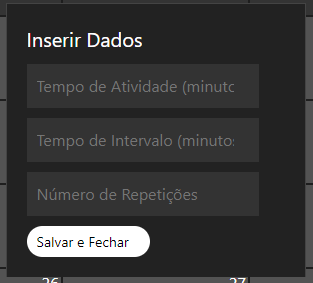 Inserir Dados
Tempo de Atividade (minuto
Tempo de Intervalo (minutos
Número de Repetições
Salvar e Fechar
26
27